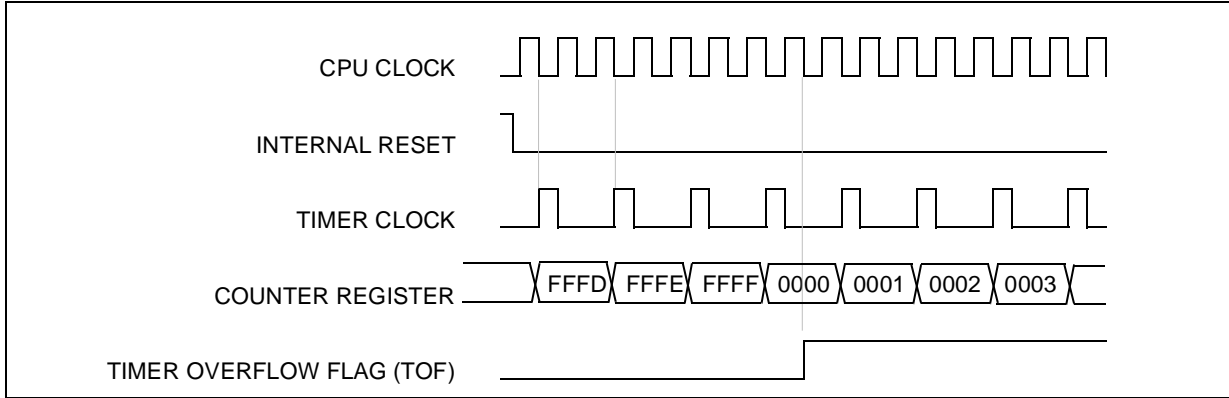 CPU CLOCK
INTERNAL RESET
TIMER CLOCK
COUNTER REGISTER
FFFD FFFE FFFF 0000 0001 0002 0003
TIMER OVERFLOW FLAG (TOF)